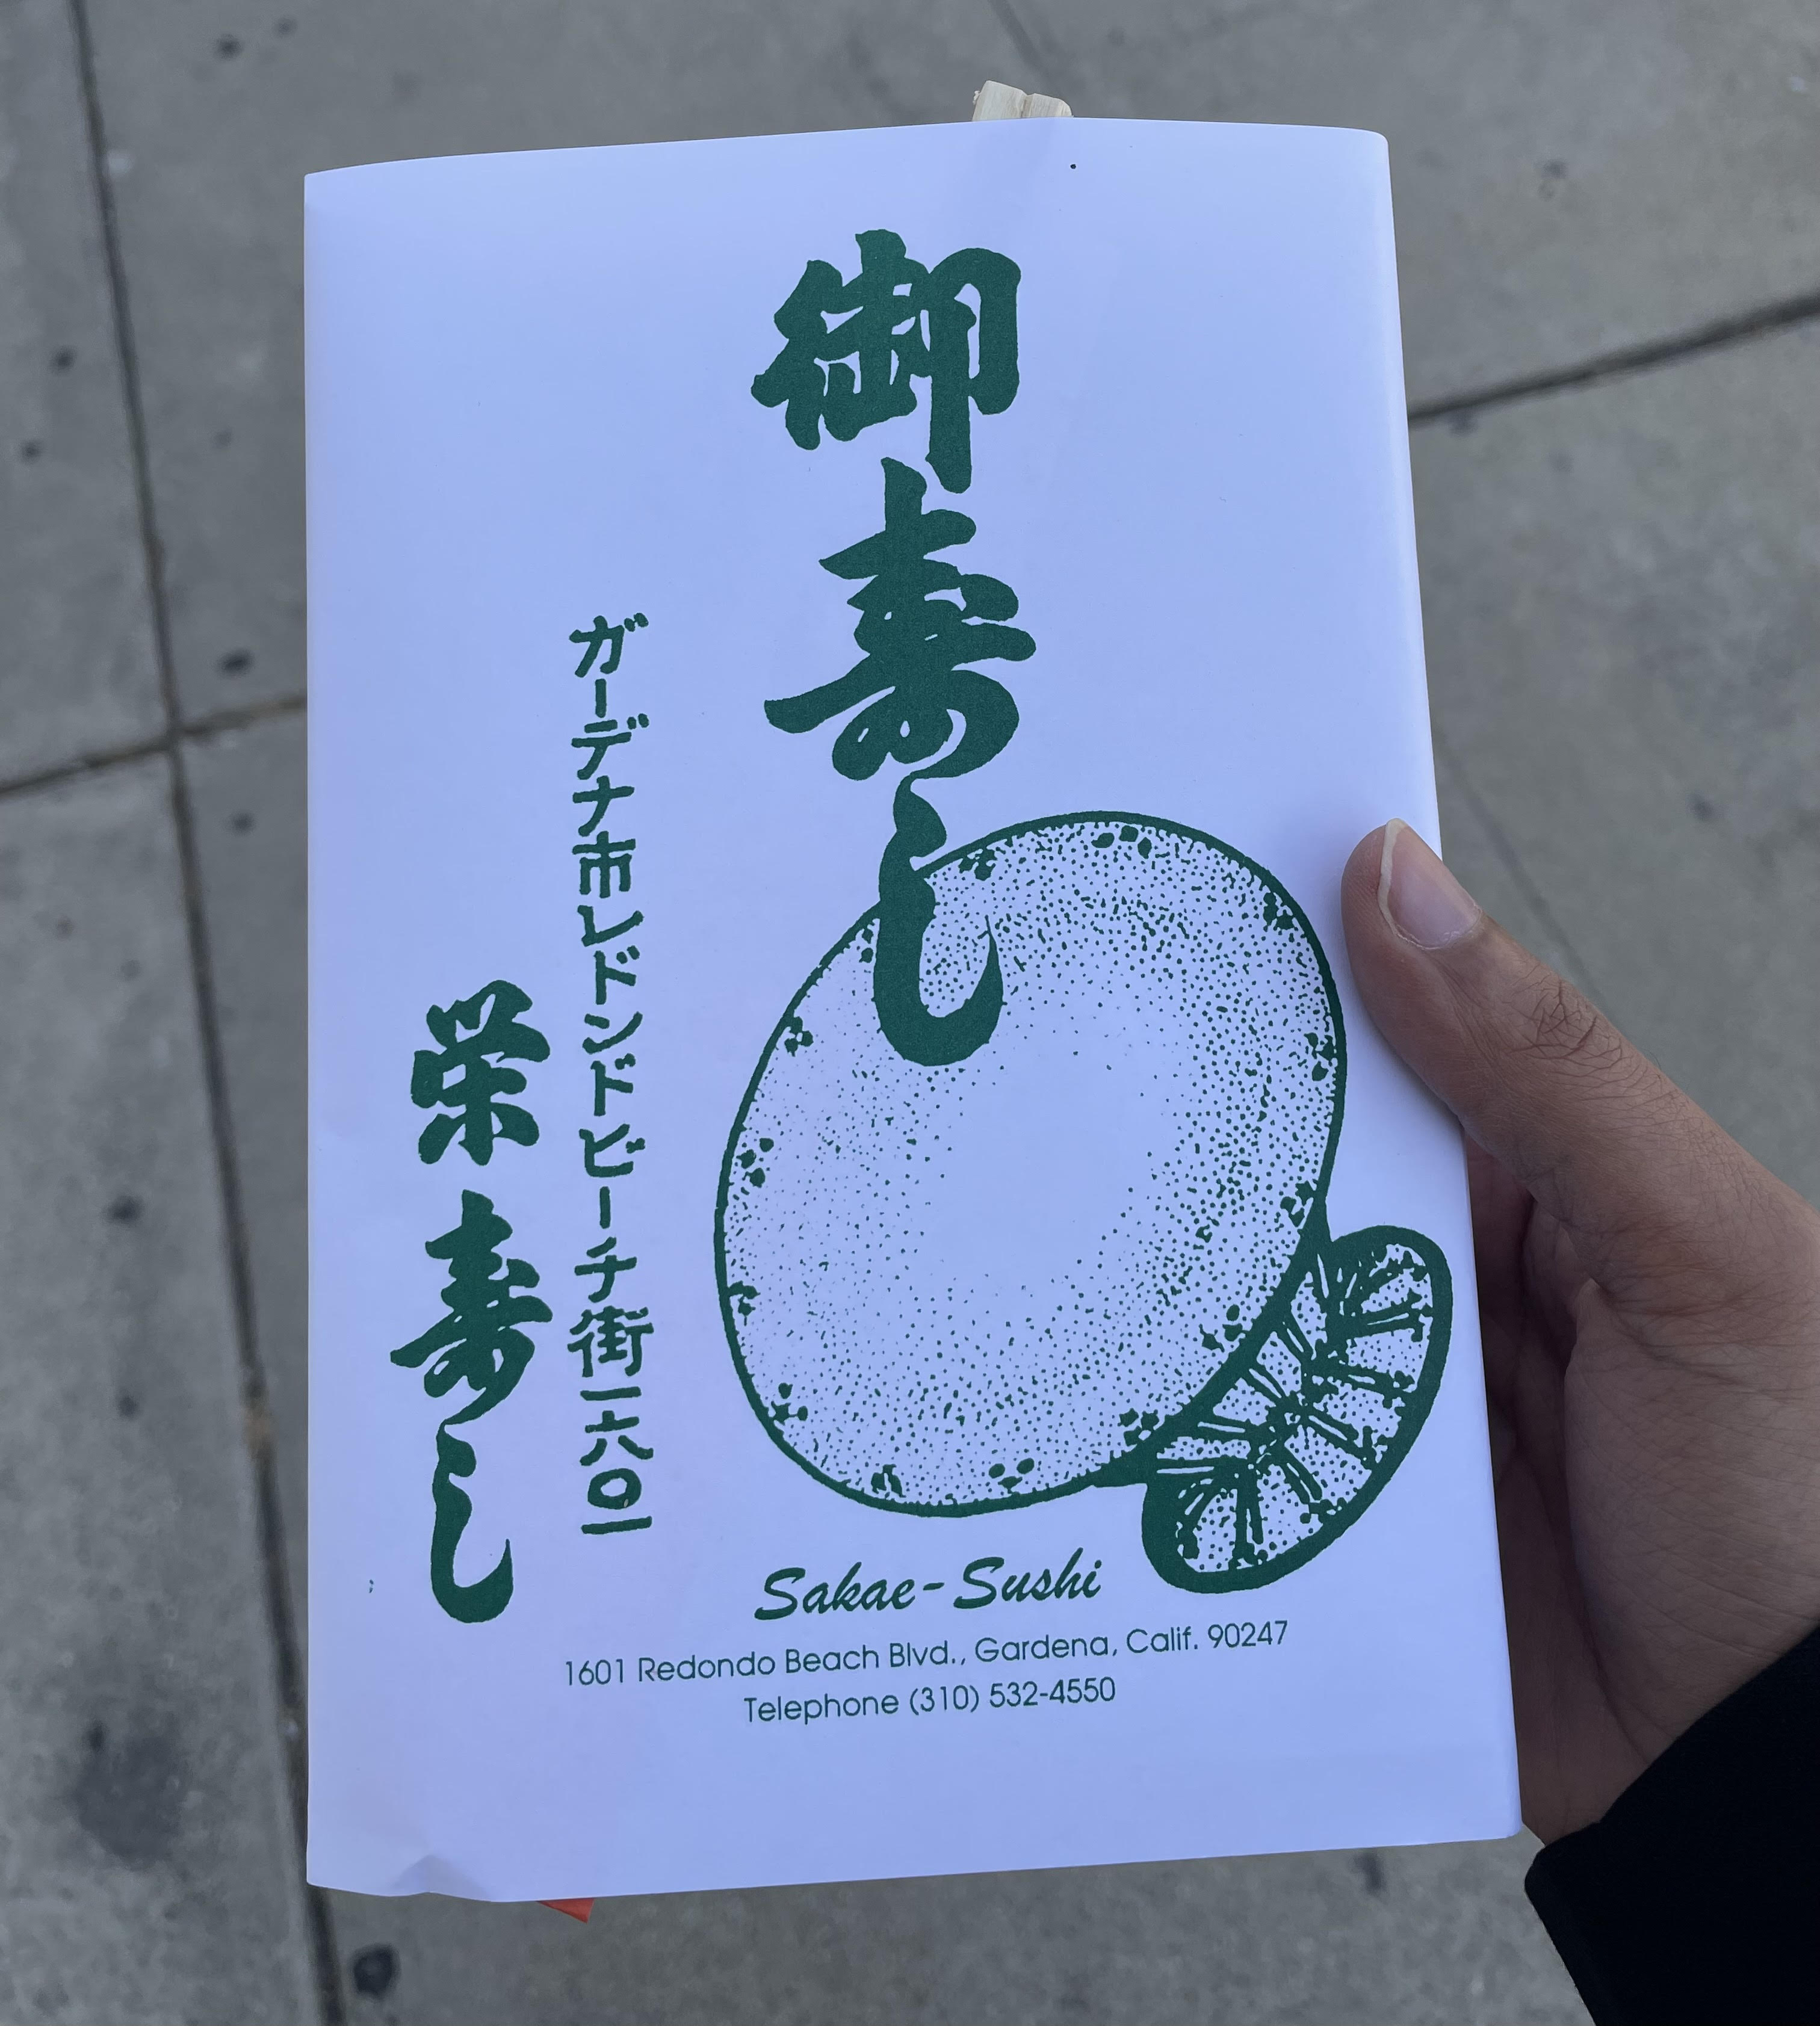 御寿し
ガーデナ市レドンドビーチ街一六〇一
栄寿し
Sakae-Sushi
1601 Redondo Beach Blvd., Gardena, Calif. 90247
Telephone (310) 532-4550